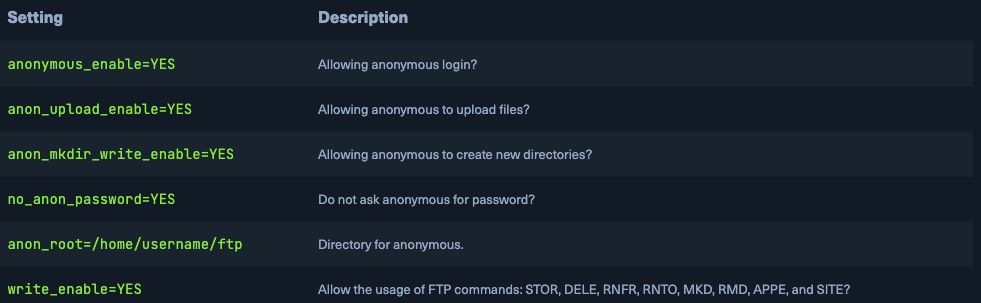 Setting Description
anonymous_enable=YES Allowing anonymous login?
anon_upload_enable=YES Allowing anonymous to upload files?
anon_mkdir_write_enable=YES Allowing anonymous to create new directories?
no_anon_password=YES Do not ask anonymous for password?
anon_root=/home/username/ftp Directory for anonymous.
write_enable=YES Allow the usage of FTP commands: STOR, DELE, RNFR, RNTO, MKD, RMD, APPE, and SITE?